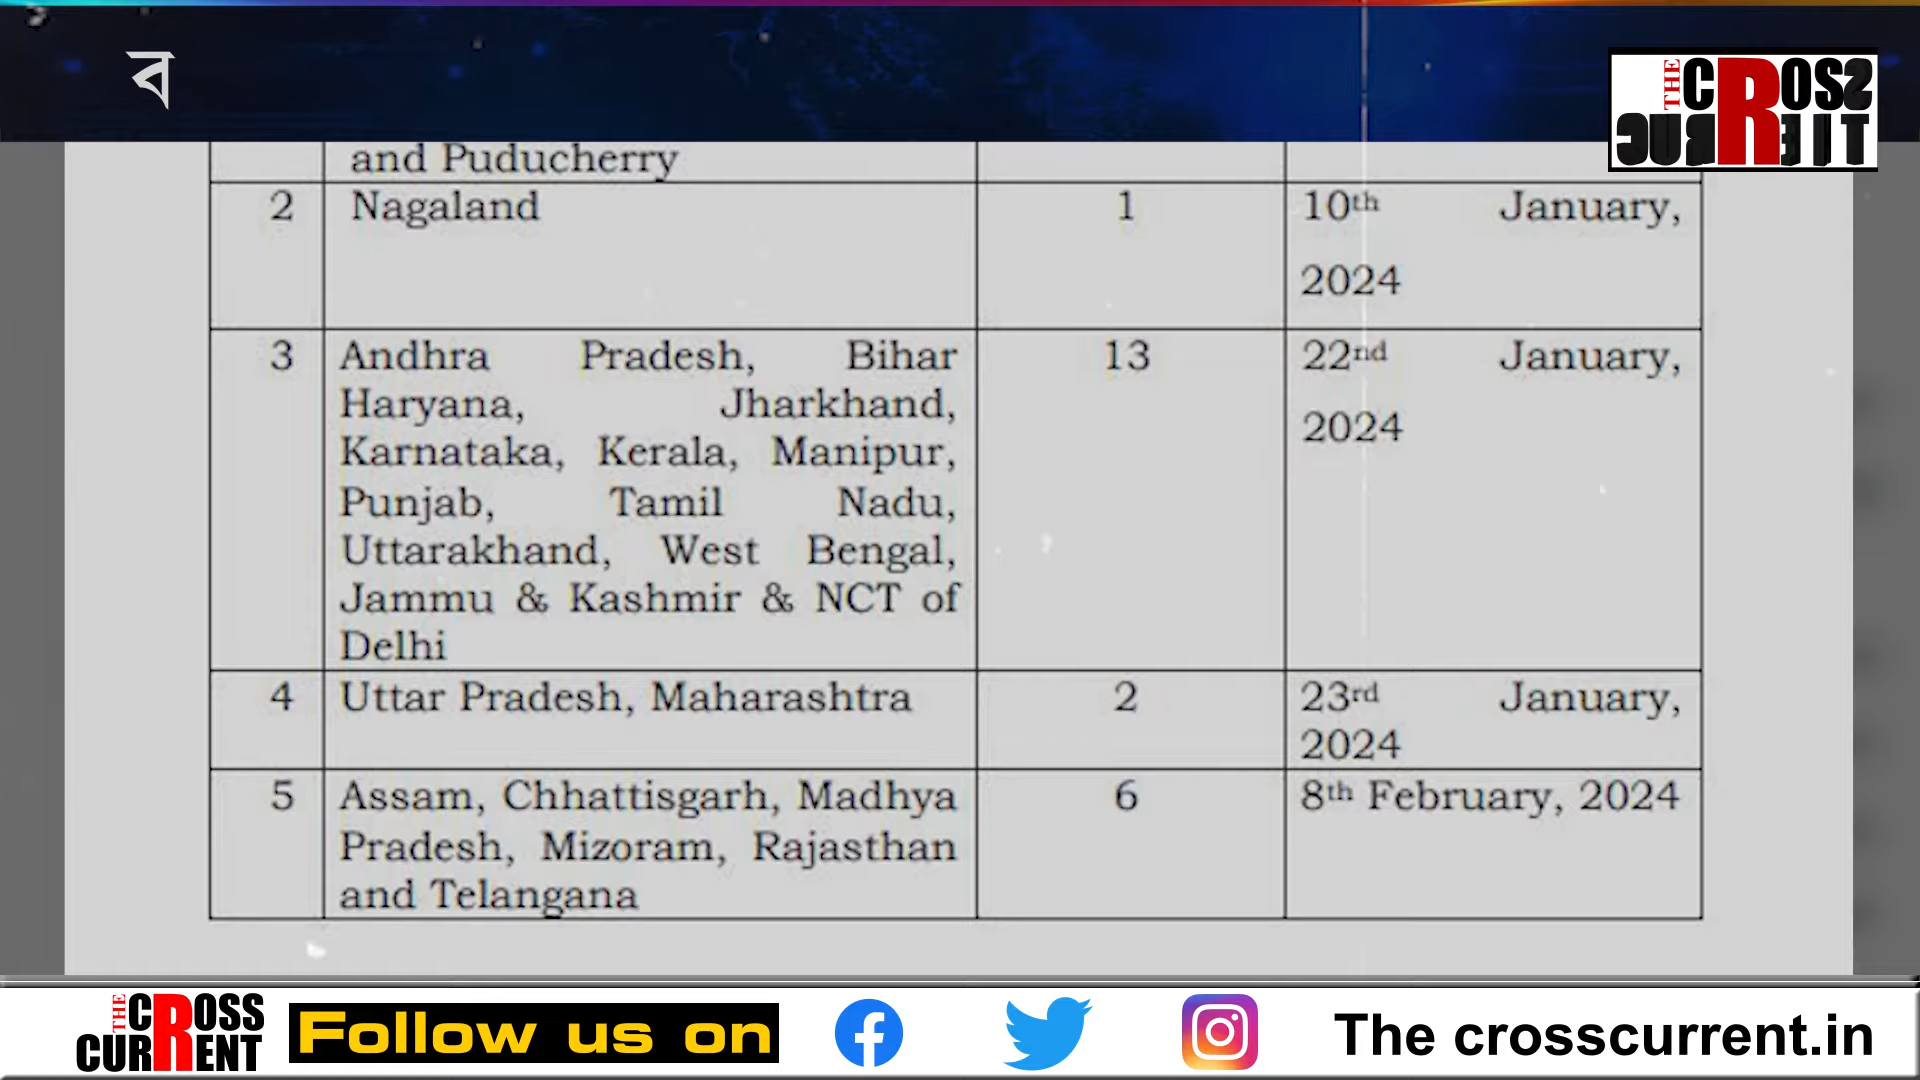 ব
THE CROSS
CURRENT
and Puducherry
2 Nagaland 1 10th January,
2024
3 Andhra Pradesh, Bihar 13 22nd January,
Haryana, Jharkhand,
2024
Karnataka, Kerala, Manipur,
Punjab, Tamil Nadu,
Uttarakhand, West Bengal,
Jammu & Kashmir & NCT of
Delhi
4 Uttar Pradesh, Maharashtra 2 23rd January,
2024
5 Assam, Chhattisgarh, Madhya 6 8th February, 2024
Pradesh, Mizoram, Rajasthan
and Telangana
THE CROSS
CURRENT
Follow us on
The crosscurrent.in